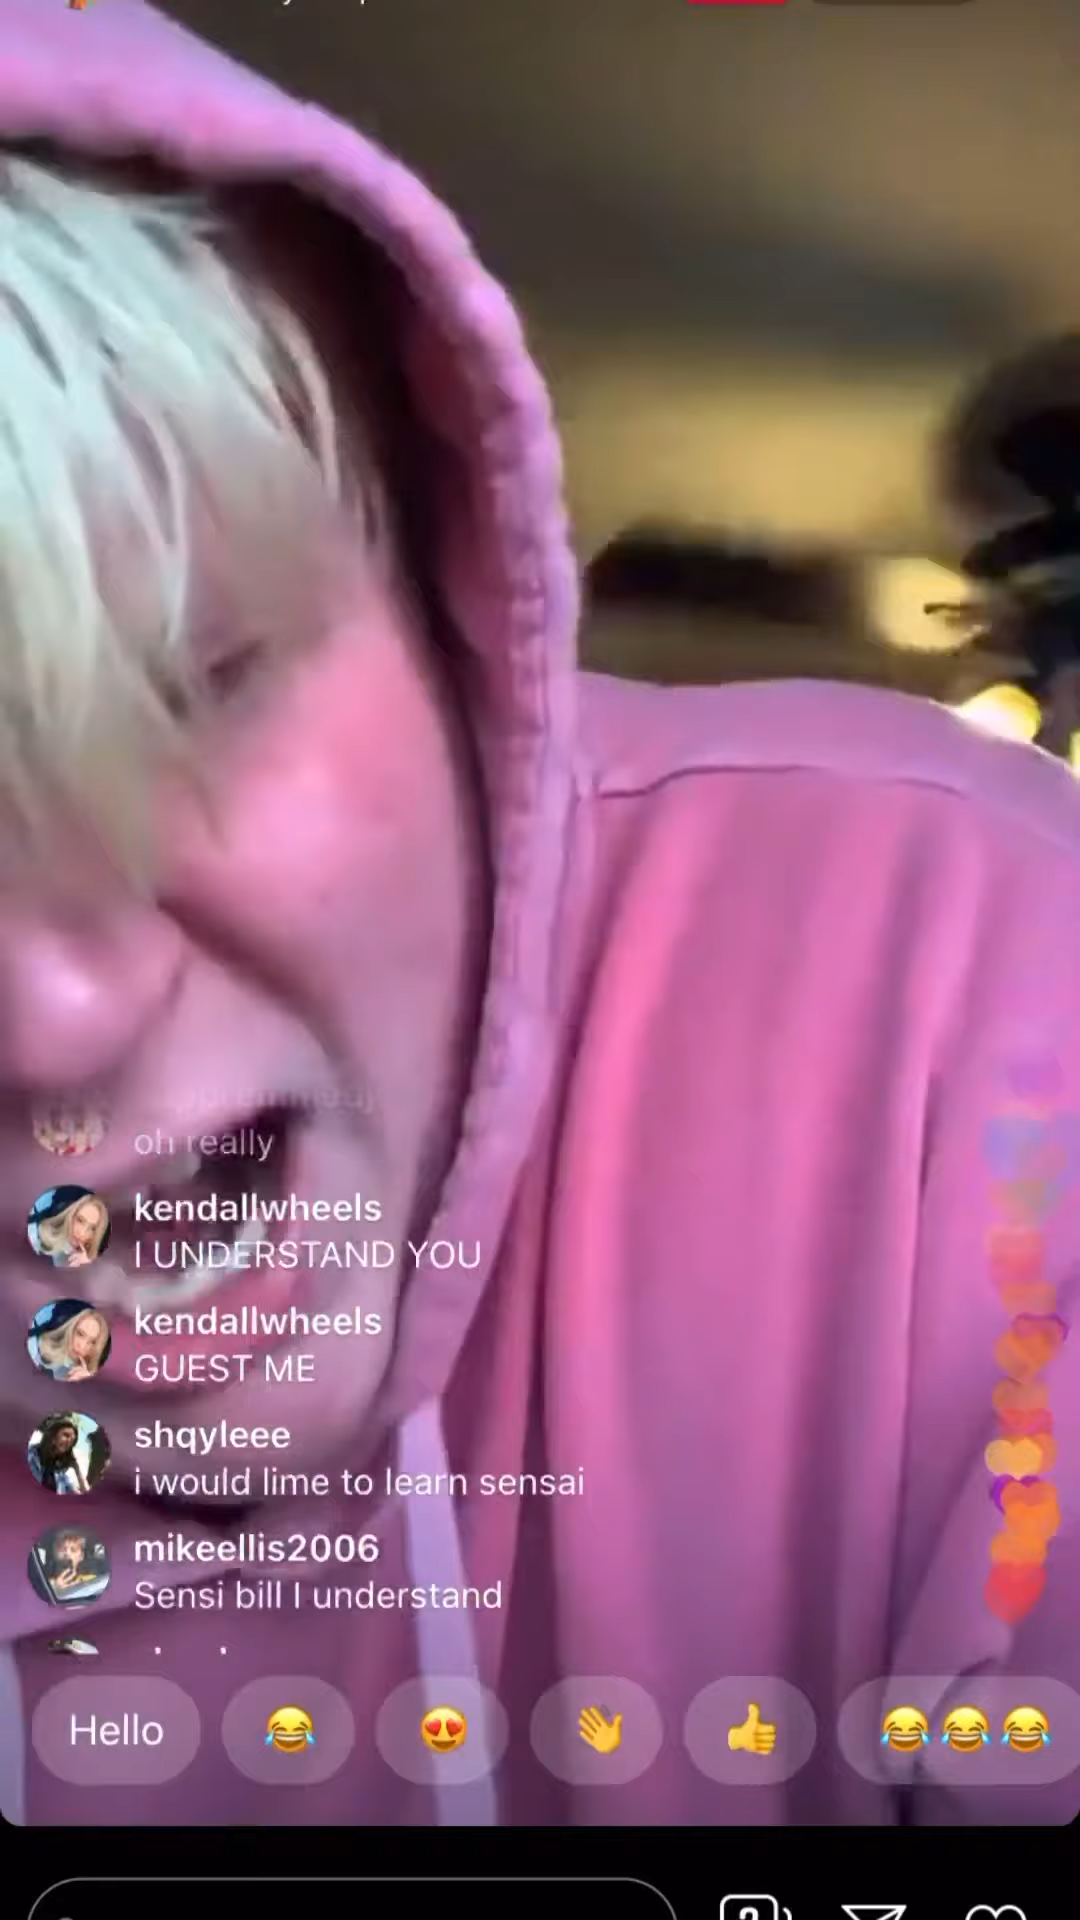 oh really
kendallwheels
I UNDERSTAND YOU
kendallwheels
GUEST ME
shqyleee
i would lime to learn sensai
mikeellis2006
Sensi bill I understand
Hello